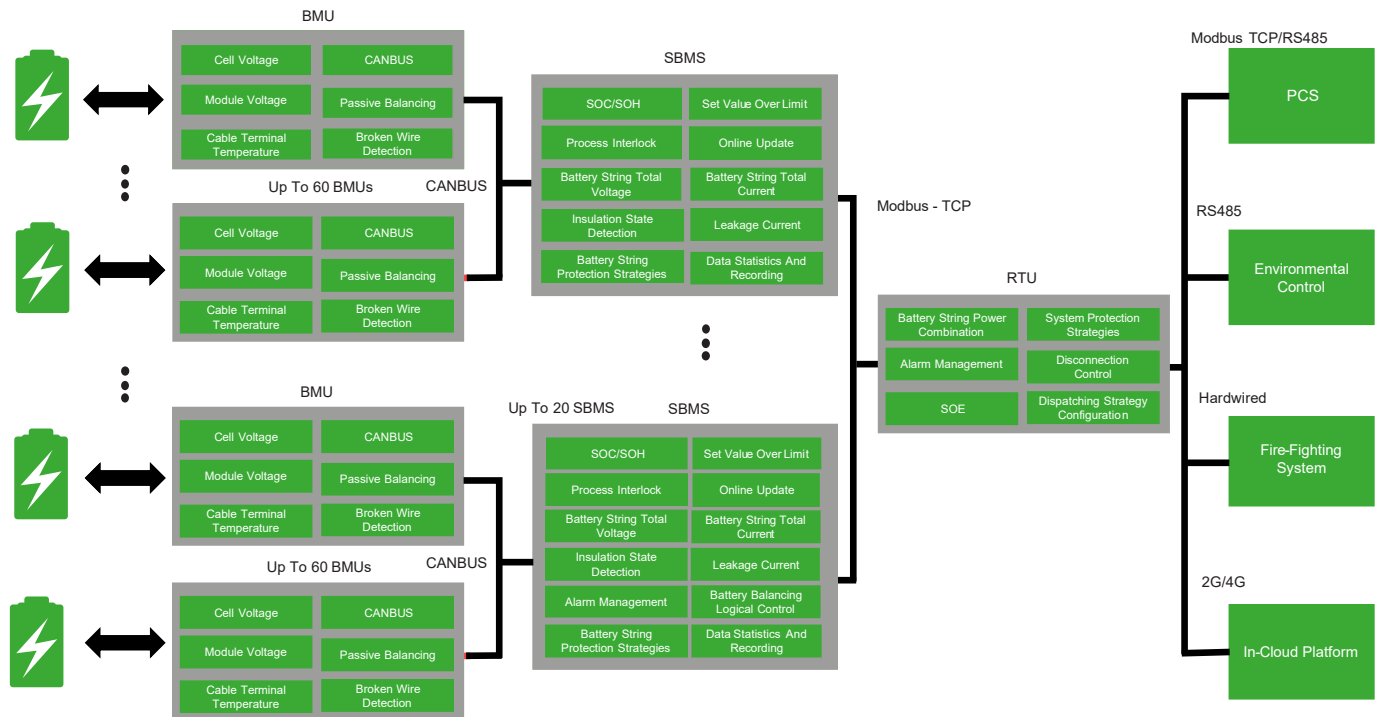 BMU
Cell Voltage
CANBUS
Module Voltage
Passive Balancing
Cable Terminal
Temperature
Broken Wire
Detection
Up To 60 BMUs
Cell Voltage
CANBUS
Module Voltage
Passive Balancing
Cable Terminal
Temperature
Broken Wire
Detection
CANBUS
SBMS
SOC/SOH
Set Value Over Limit
Process Interlock
Online Update
Battery String Total
Voltage
Battery String Total
Current
Insulation State
Detection
Leakage Current
Battery String
Protection Strategies
Data Statistics And
Recording
BMU
Cell Voltage
CANBUS
Module Voltage
Passive Balancing
Cable Terminal
Temperature
Broken Wire
Detection
Up To 60 BMUs
Cell Voltage
CANBUS
Module Voltage
Passive Balancing
Cable Terminal
Temperature
Broken Wire
Detection
CANBUS
Up To 20 SBMS
SBMS
SOC/SOH
Set Value Over Limit
Process Interlock
Online Update
Battery String Total
Voltage
Battery String Total
Current
Insulation State
Detection
Leakage Current
Alarm Management
Battery Balancing
Logical Control
Battery String
Protection Strategies
Data Statistics And
Recording
Modbus - TCP
RTU
Battery String Power
Combination
System Protection
Strategies
Alarm Management
Disconnection
Control
SOE
Dispatching Strategy
Configuration
Modbus TCP/RS485
PCS
RS485
Environmental
Control
Hardwired
Fire-Fighting
System
2G/4G
In-Cloud Platform